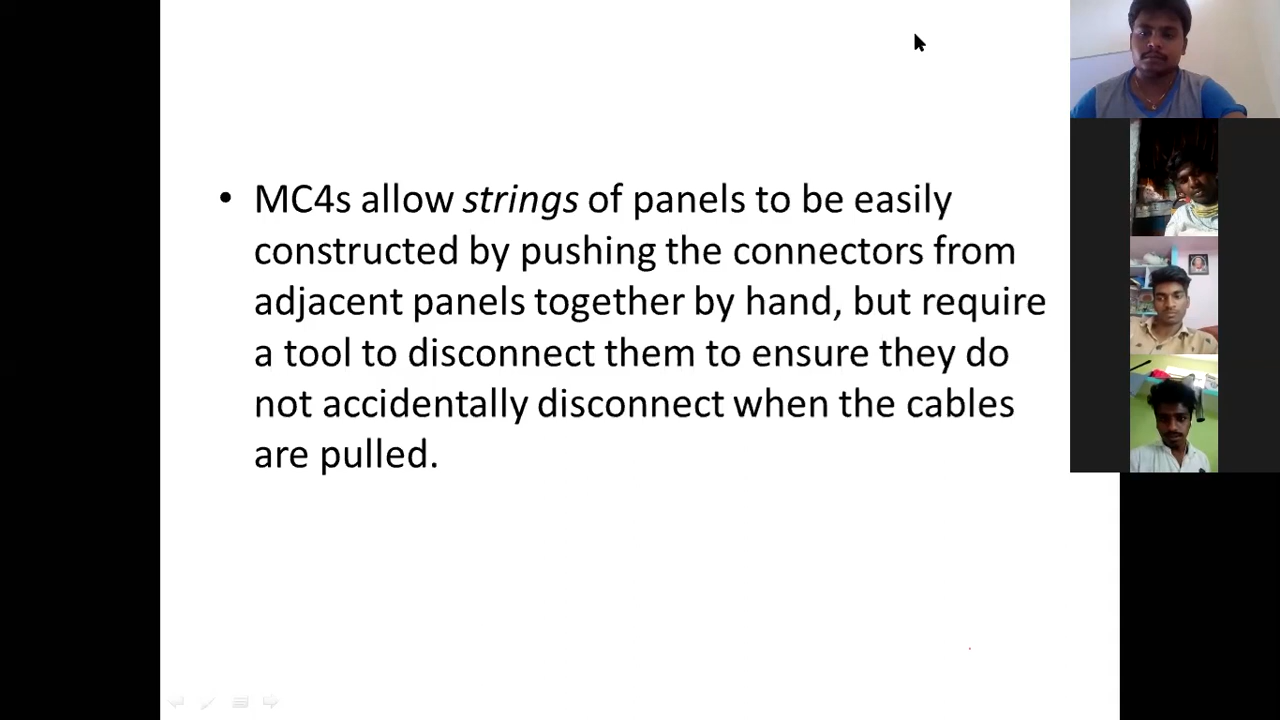 • MC4s allow strings of panels to be easily
constructed by pushing the connectors from
adjacent panels together by hand, but require
a tool to disconnect them to ensure they do
not accidentally disconnect when the cables
are pulled.